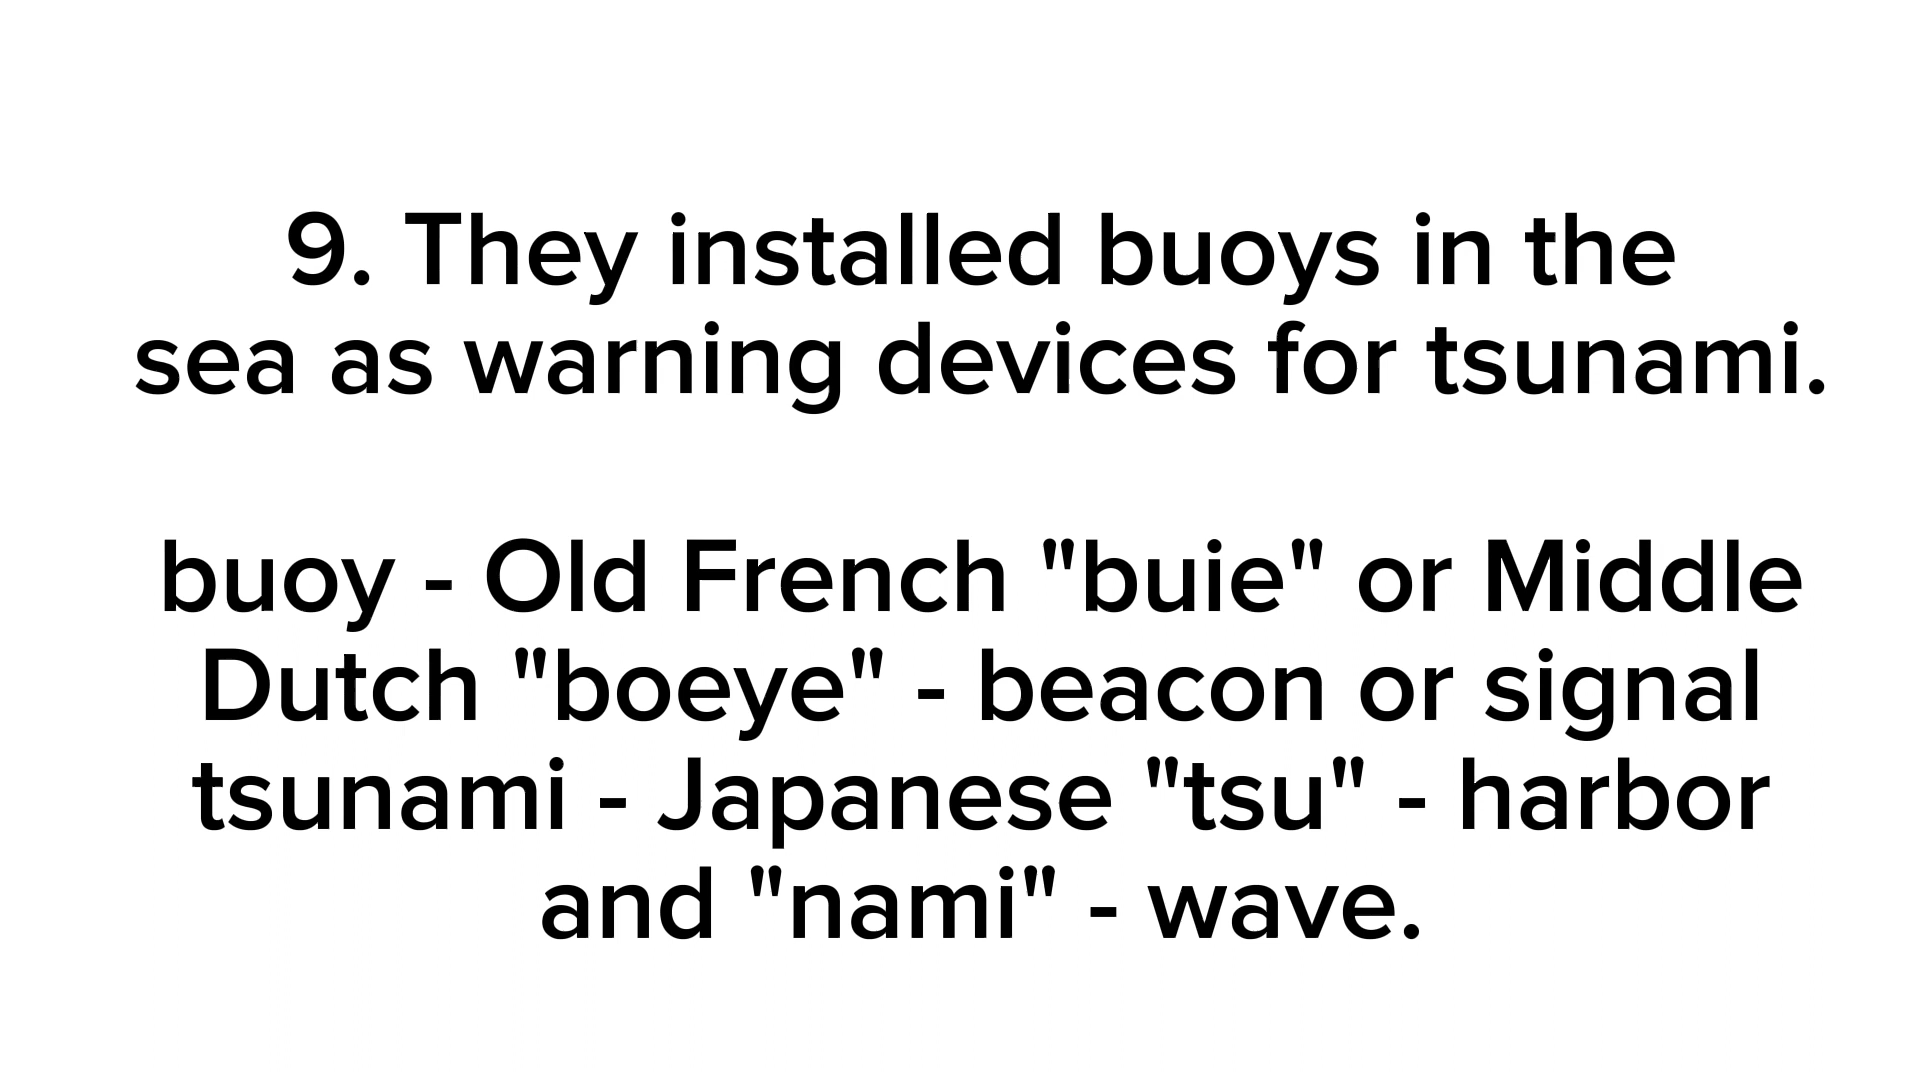 9. They installed buoys in the
sea as warning devices for tsunami.
buoy - Old French "buie" or Middle
Dutch "boeye" - beacon or signal
tsunami - Japanese "tsu" - harbor
and "nami" - wave.